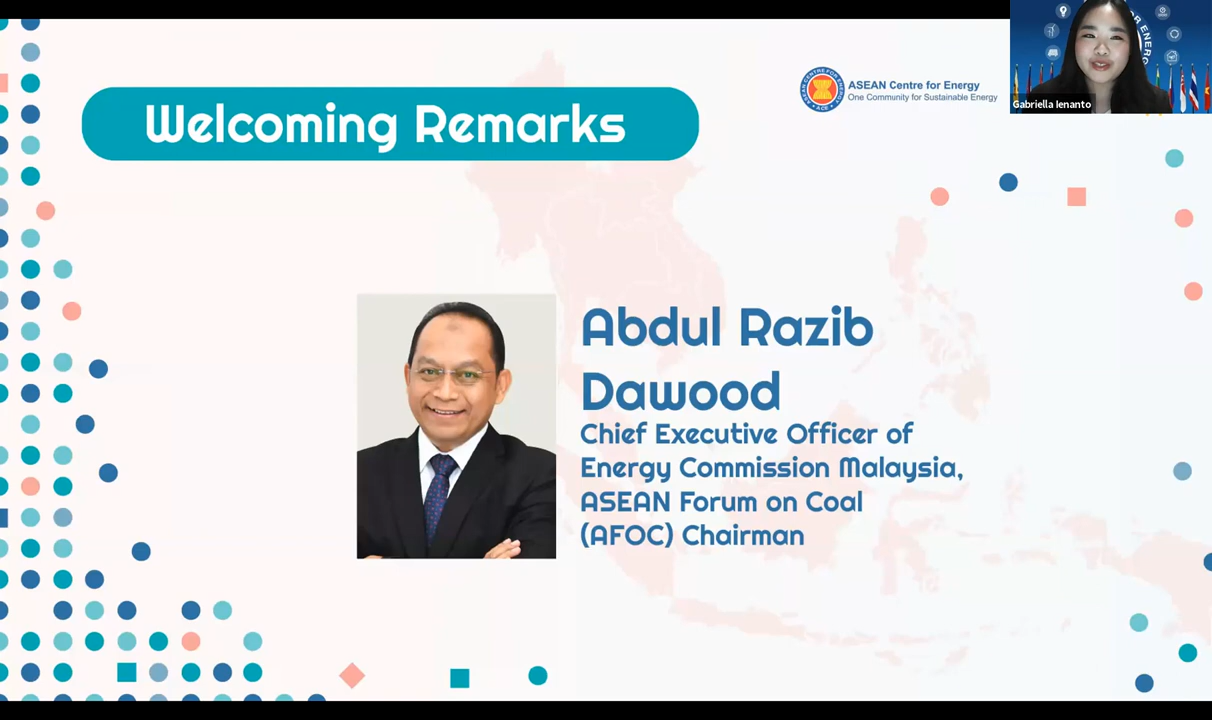 Welcoming Remarks
ASEAN Centre for Energy
One Community for Sustainable Energy
Gabriella Ienanto
Abdul Razib
Dawood
Chief Executive Officer of
Energy Commission Malaysia,
ASEAN Forum on Coal
(AFOC) Chairman